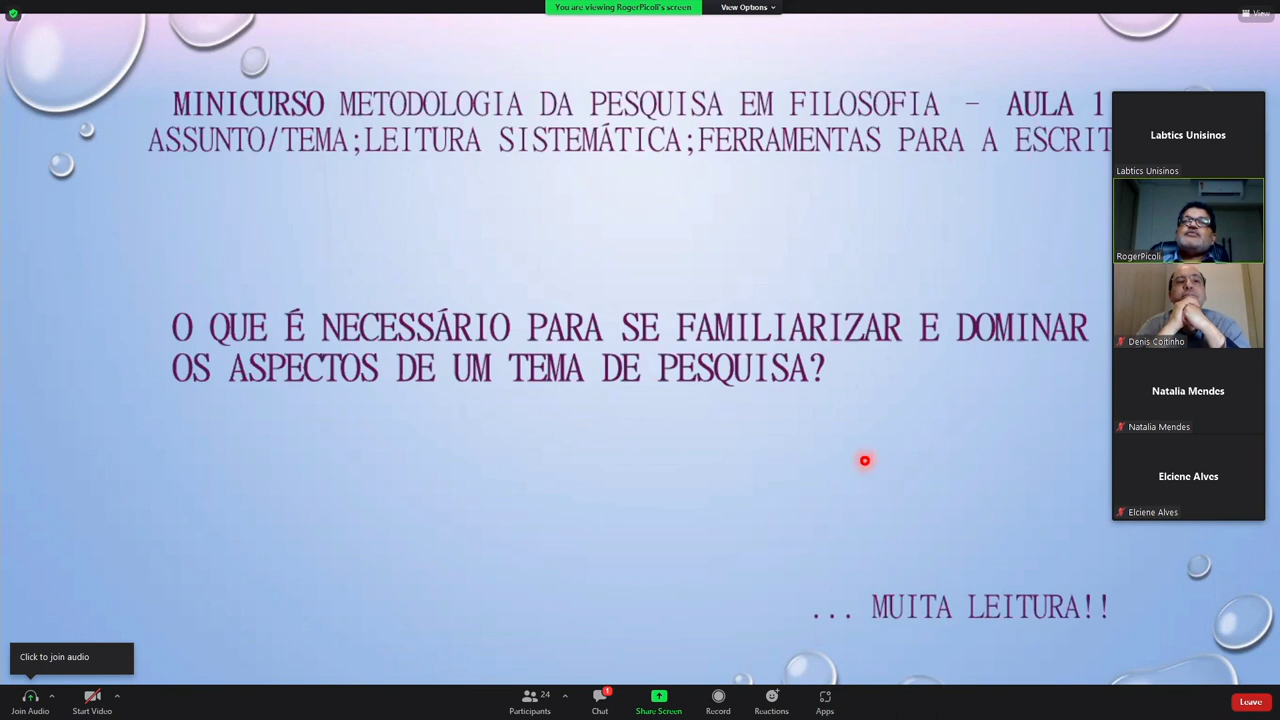 You are viewing RogerPicoli's screen
View Options
View
MINICURSO METODOLOGIA DA PESQUISA EM FILOSOFIA – AULA 1
ASSUNTO/TEMA;LEITURA SISTEMÁTICA;FERRAMENTAS PARA A ESCRIT
O QUE É NECESSÁRIO PARA SE FAMILIARIZAR E DOMINAR
OS ASPECTOS DE UM TEMA DE PESQUISA?
... MUITA LEITURA!!
Labtics Unisinos
Labtics Unisinos
RogerPicoli
Denis Coitinho
Natalia Mendes
Natalia Mendes
Elciene Alves
Elciene Alves
Click to join audio
Join Audio
Start Video
Participants
24
Chat
1
Share Screen
Record
Reactions
Apps
Leave